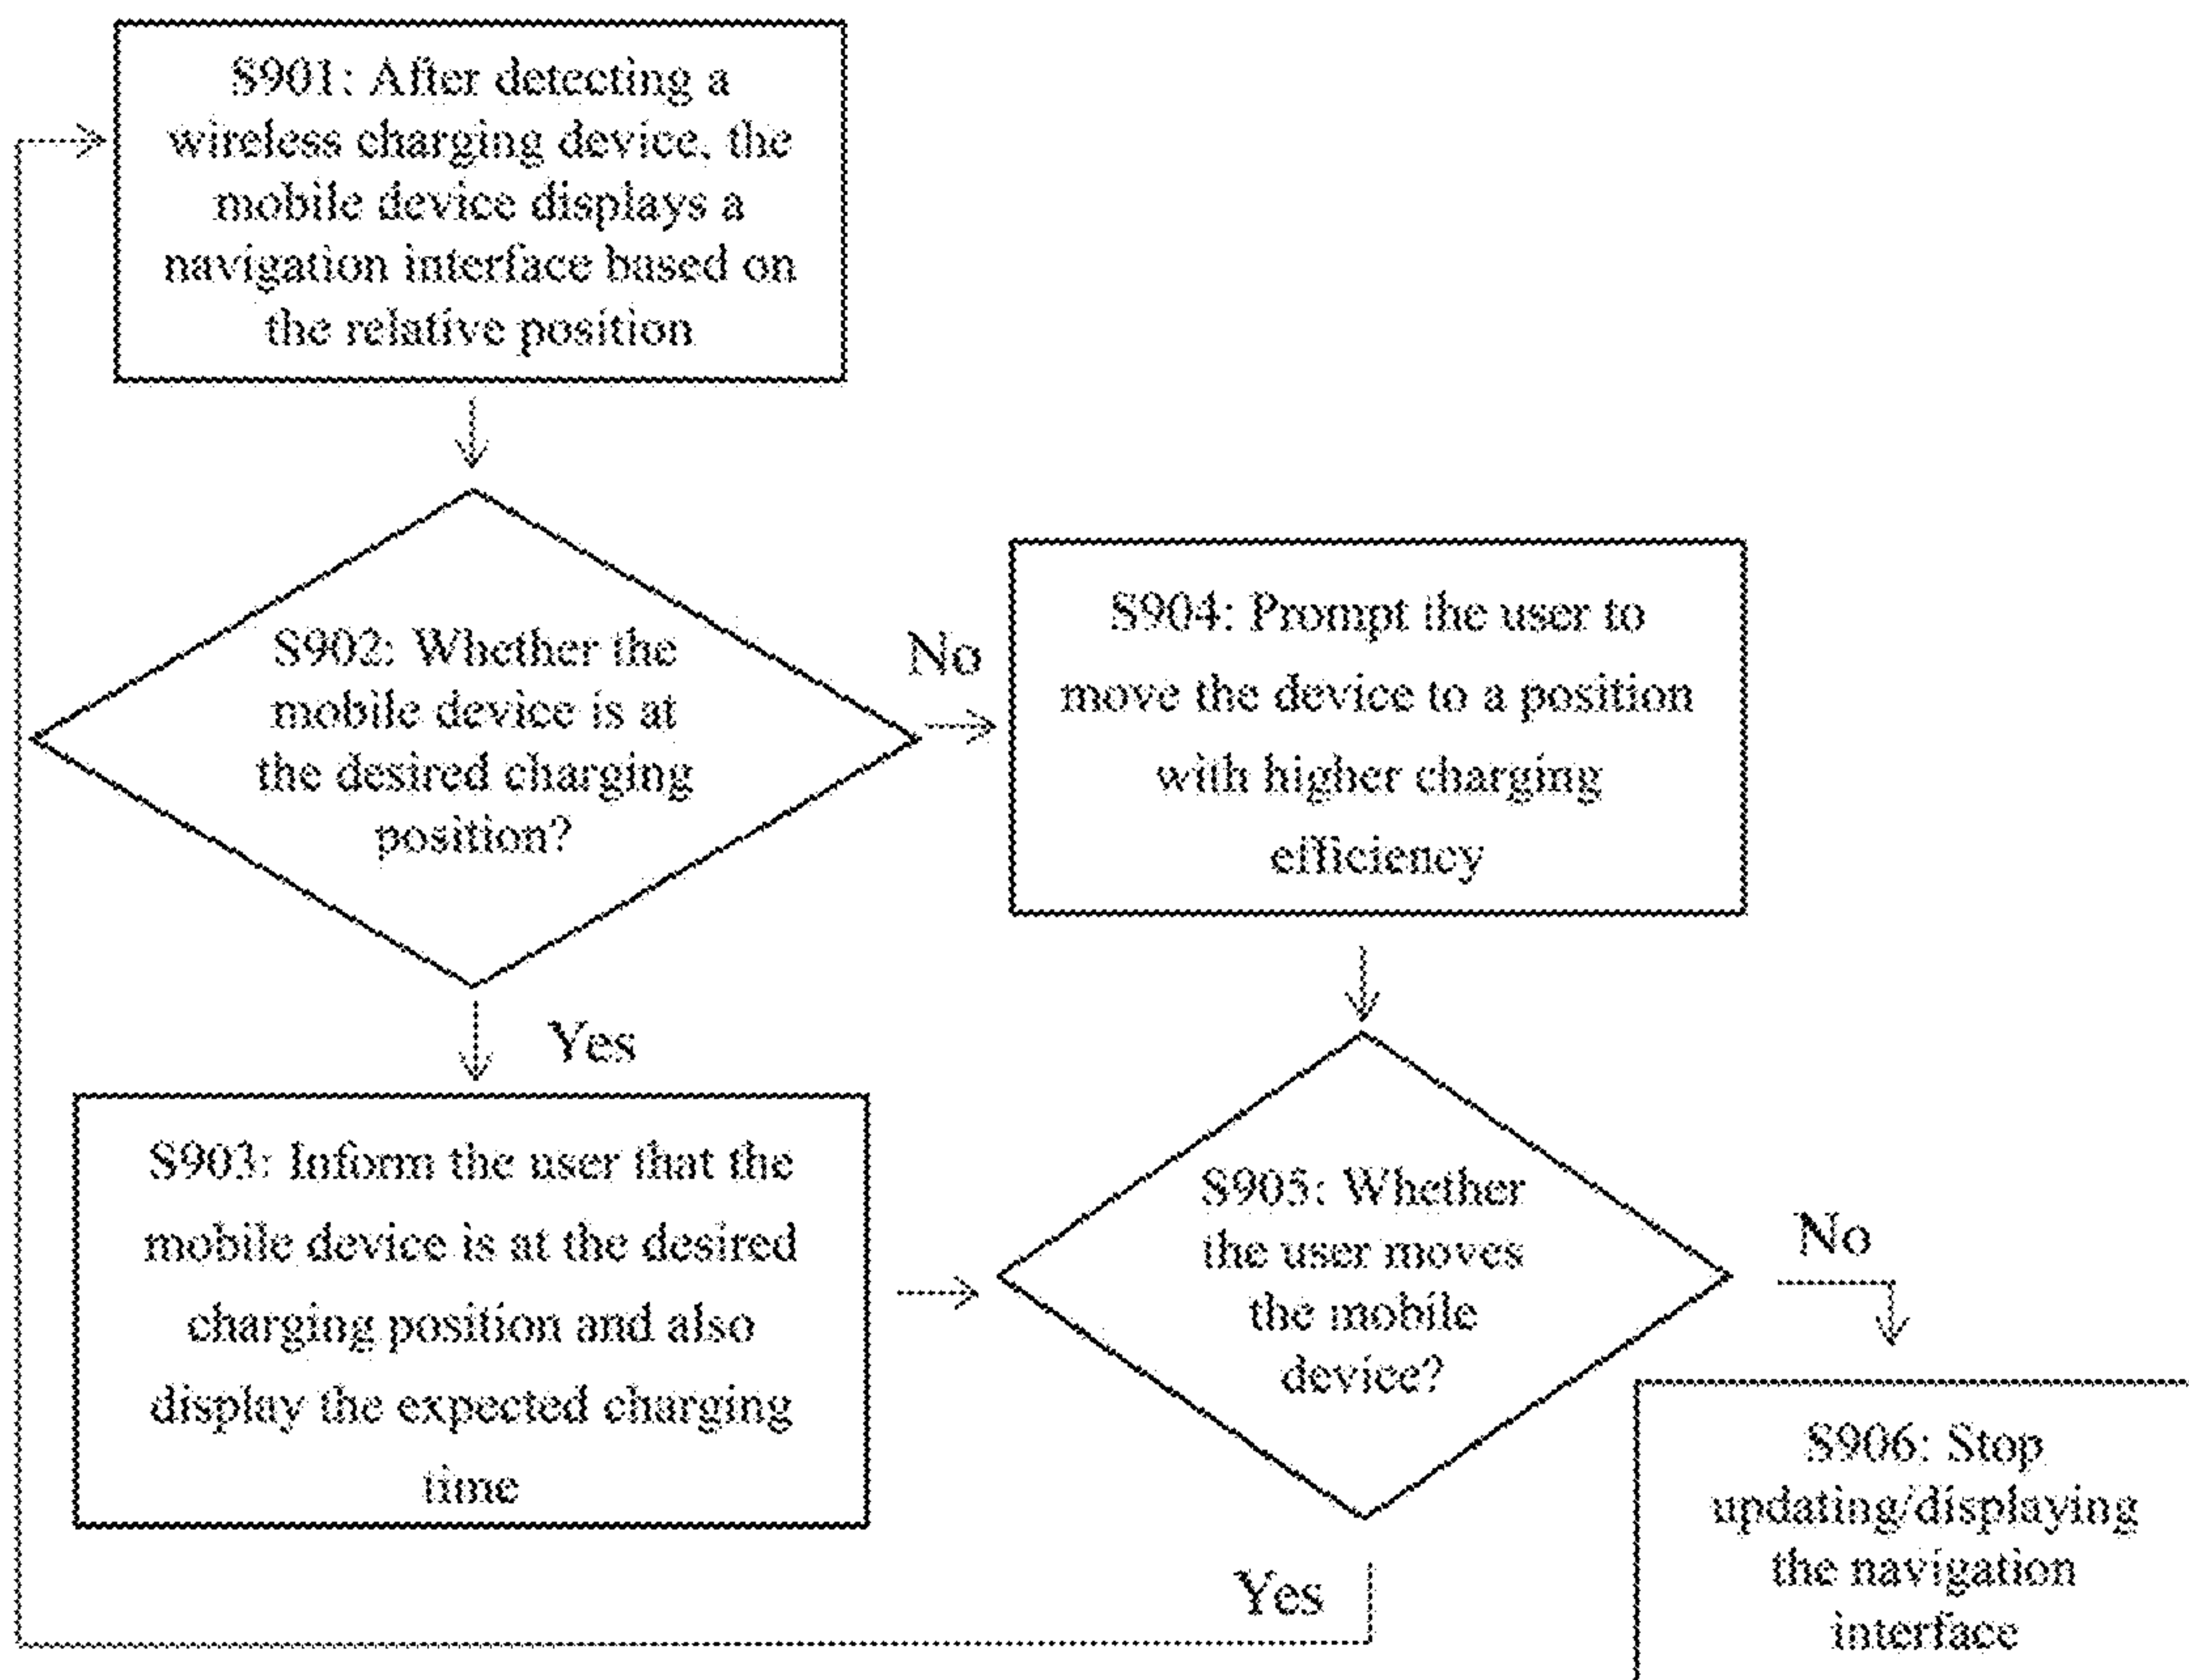 S901: After detecting a
wireless charging device, the
mobile device displays a
navigation interface based on
the relative position
S902: Whether the
mobile device is at
the desired charging
position?
No
S904: Prompt the user to
move the device to a position
with higher charging
efficiency
Yes
S903: Inform the user that the
mobile device is at the desired
charging position and also
display the expected charging
time
S905: Whether
the user moves
the mobile
device?
No
Yes
S906: Stop
updating/displaying
the navigation
interface